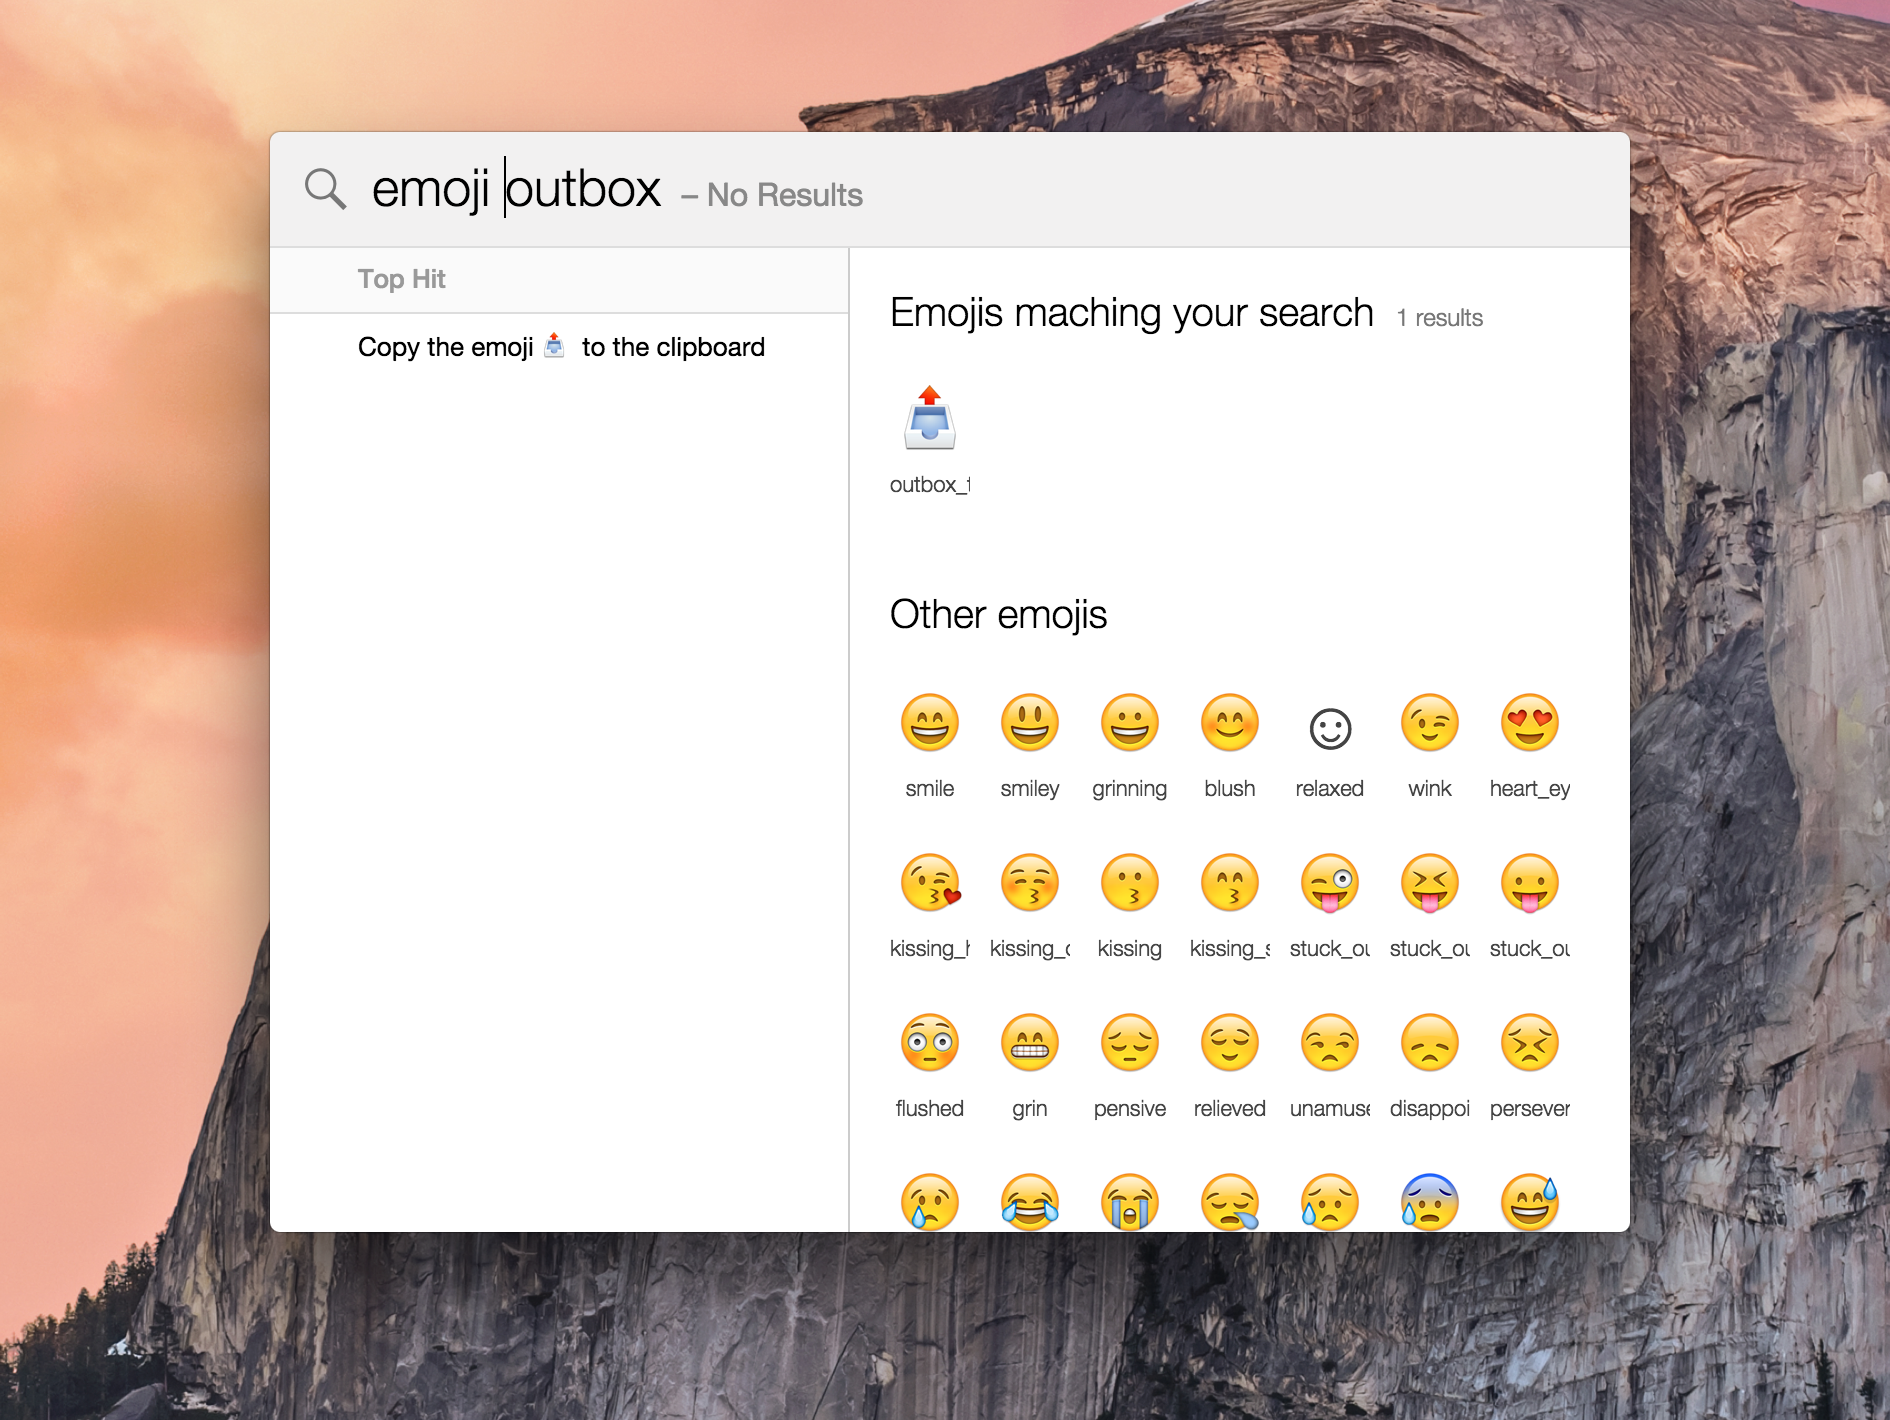 emoji outbox – No Results
Top Hit
Copy the emoji to the clipboard
Emojis maching your search 1 results
outbox_t
Other emojis
smile smiley grinning blush relaxed wink heart_ey
kissing_h kissing_c kissing kissing_s stuck_ou stuck_ou stuck_ou
flushed grin pensive relieved unamuse disappoi persever